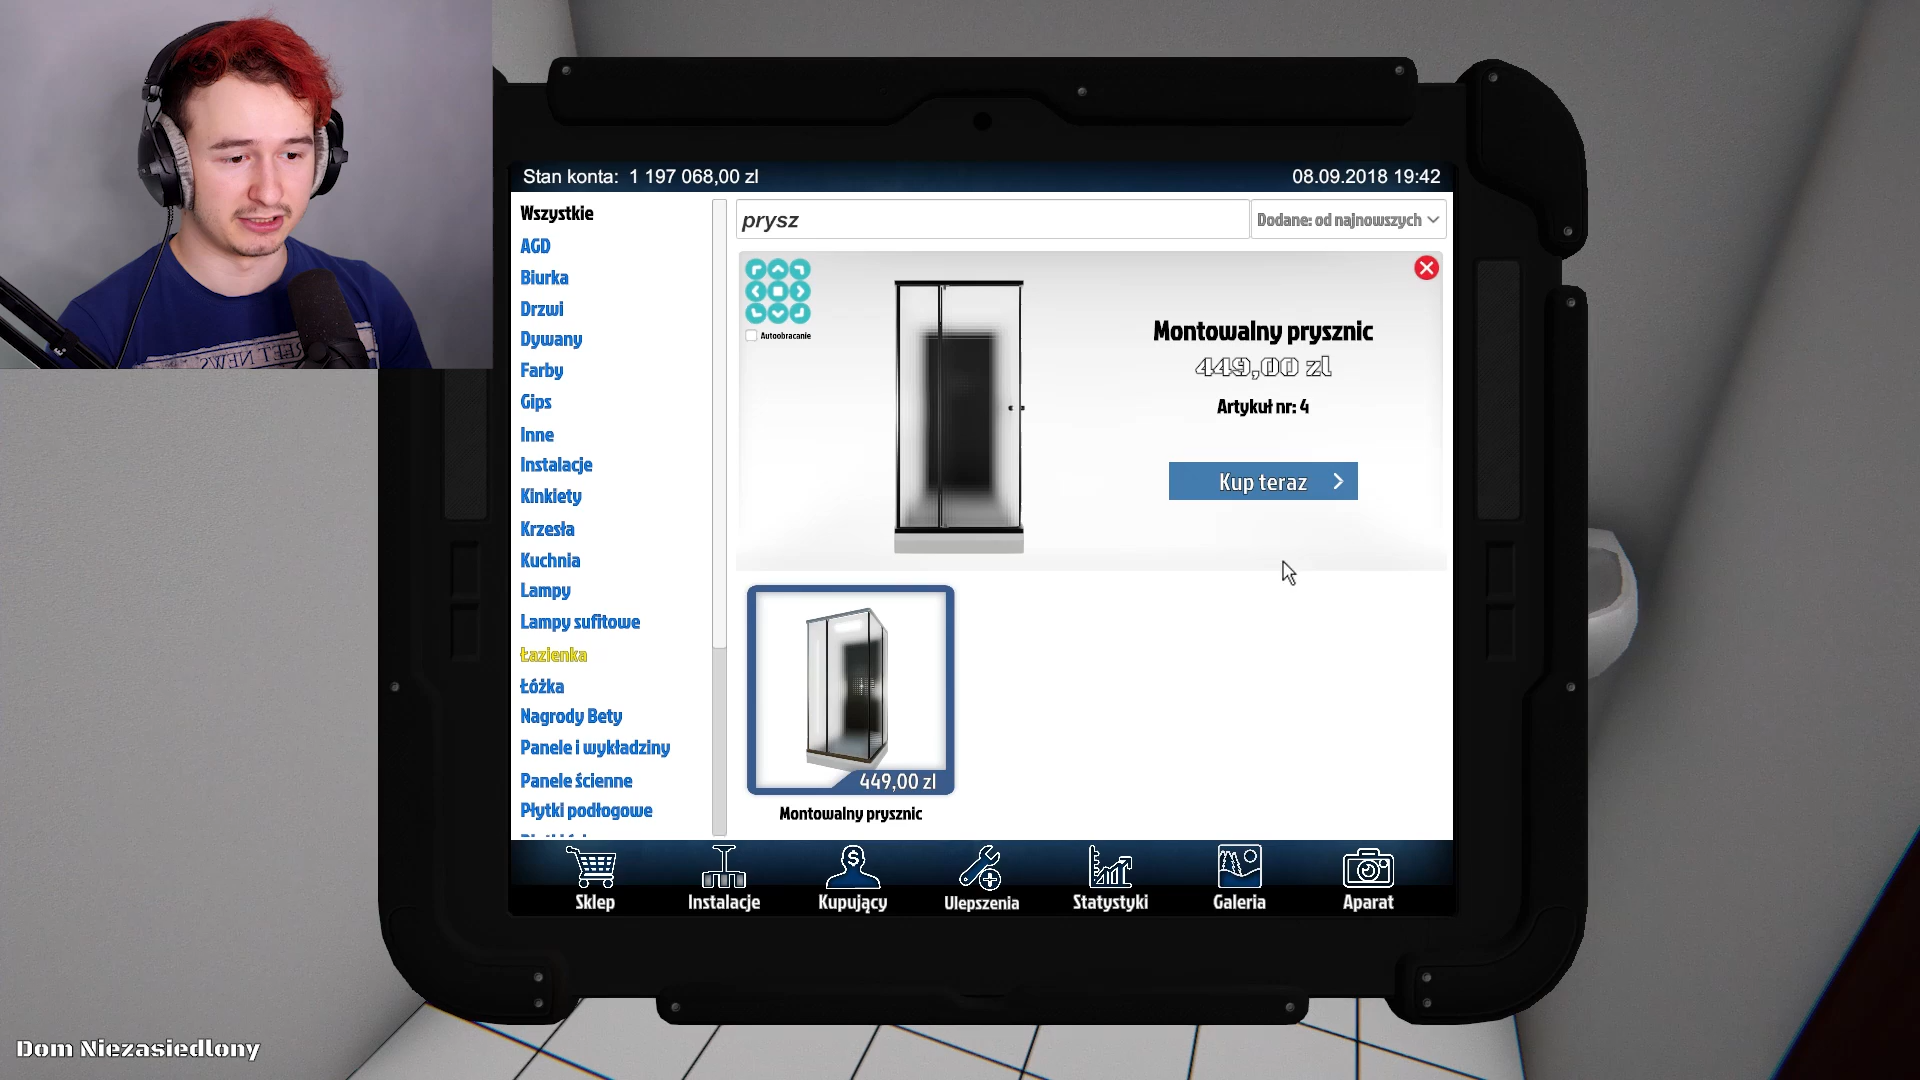 Stan konta: 1 197 068,00 zl
08.09.2018 19:42
Wszystkie
AGD
Biurka
Drzwi
Dywany
Farby
Gips
Inne
Instalacje
Kinkiety
Krzesła
Kuchnia
Lampy
Lampy sufitowe
Łazienka
Łóżka
Nagrody Bety
Panele i wykładziny
Panele ścienne
Płytki podłogowe
prysz
Dodane: od najnowszych
Autoobracanie
Montowalny prysznic
449,00 zl
Artykuł nr: 4
Kup teraz
449,00 zl
Montowalny prysznic
Sklep
Instalacje
Kupujący
Ulepszenia
Statystyki
Galeria
Aparat
Dom Niezasiedlony